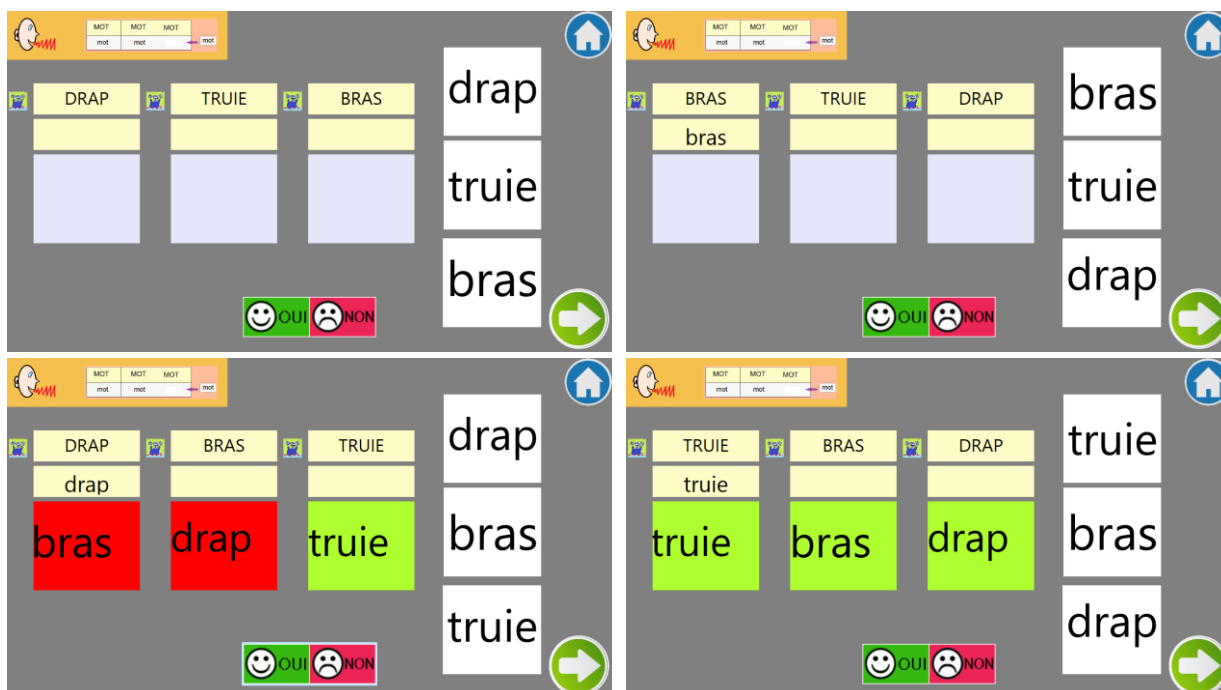 MOT MOT MOT
mot mot mot
DRAP TRUIE BRAS
drap
truie
bras
OUI NON
MOT MOT MOT
mot mot mot
BRAS TRUIE DRAP
bras
bras
truie
drap
OUI NON
MOT MOT MOT
mot mot mot
DRAP BRAS TRUIE
drap
bras drap truie
drap
bras
truie
OUI NON
MOT MOT MOT
mot mot mot
TRUIE BRAS DRAP
truie
truie bras drap
truie
bras
drap
OUI NON